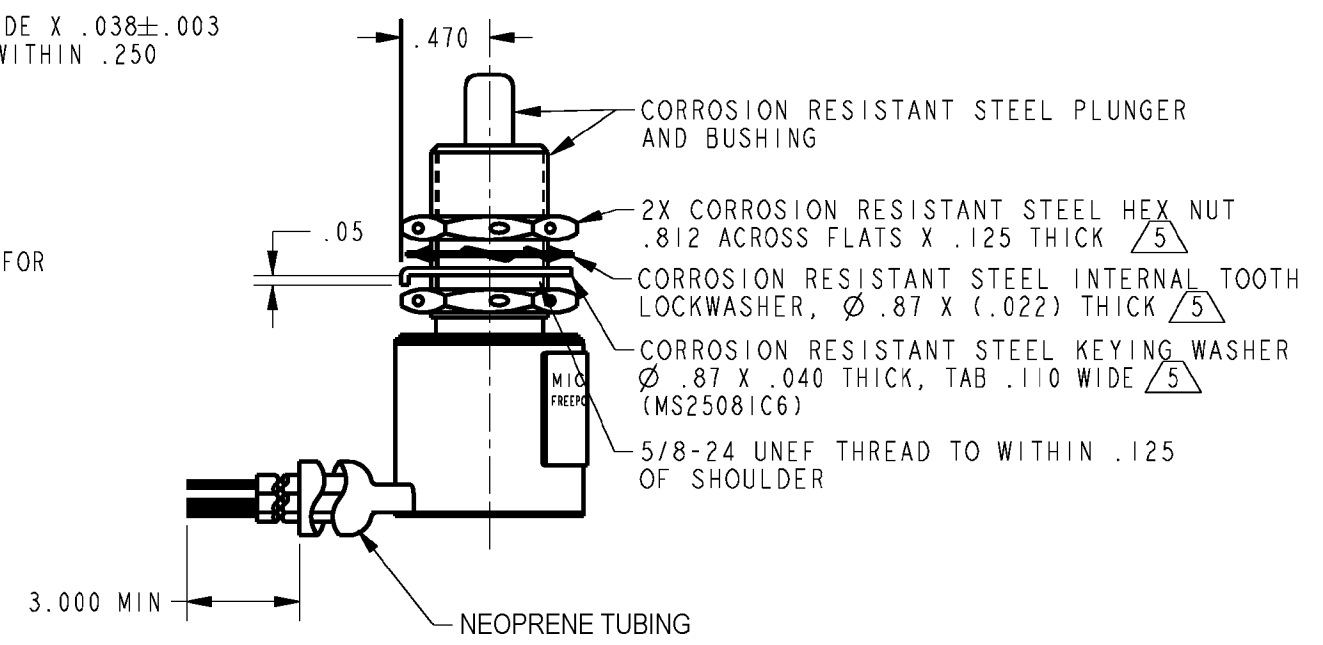 DE X .038±.003
WITHIN .250
.470
CORROSION RESISTANT STEEL PLUNGER
AND BUSHING
2X CORROSION RESISTANT STEEL HEX NUT
.812 ACROSS FLATS X .125 THICK 5
.05
FOR
CORROSION RESISTANT STEEL INTERNAL TOOTH
LOCKWASHER, Ø .87 X (.022) THICK 5
CORROSION RESISTANT STEEL KEYING WASHER
Ø .87 X .040 THICK, TAB .110 WIDE 5
(MS25081C6)
MIC
FREEPO
5/8-24 UNEF THREAD TO WITHIN .125
OF SHOULDER
3.000 MIN
NEOPRENE TUBING